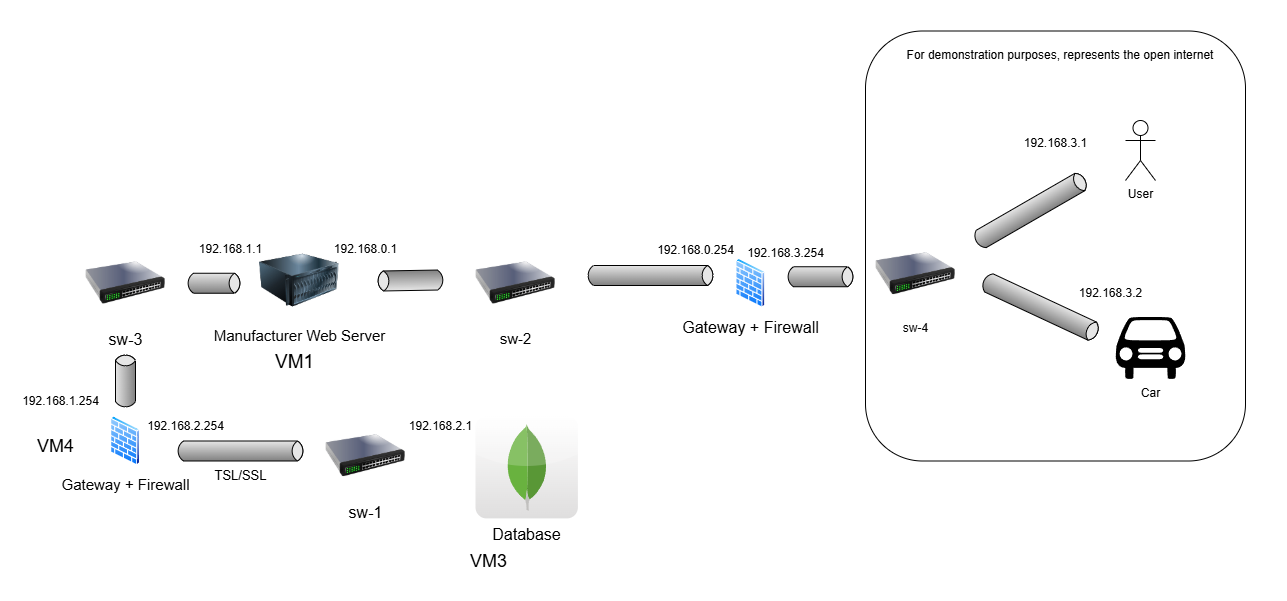 For demonstration purposes, represents the open internet
192.168.3.1
User
192.168.1.1
192.168.0.1
192.168.0.254
192.168.3.254
192.168.3.2
sw-3
Manufacturer Web Server
VM1
sw-2
Gateway + Firewall
sw-4
Car
192.168.1.254
192.168.2.254
192.168.2.1
VM4
TSL/SSL
Gateway + Firewall
sw-1
Database
VM3